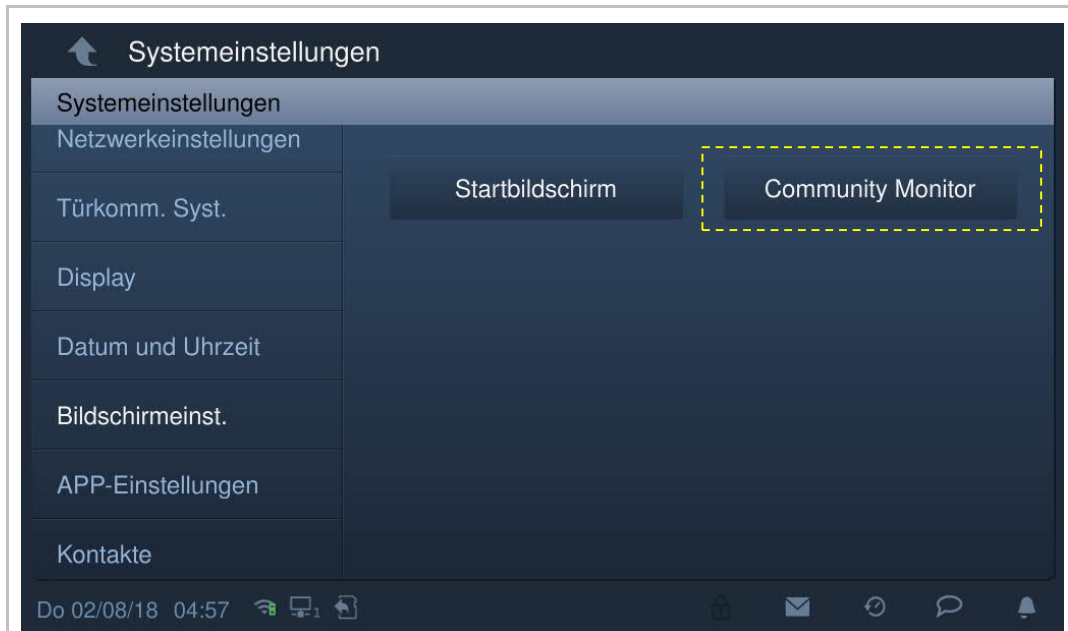 Systemeinstellungen
Systemeinstellungen
Netzwerkeinstellungen
Türkomm. Syst.
Display
Datum und Uhrzeit
Bildschirmeinst.
APP-Einstellungen
Kontakte
Startbildschirm
Community Monitor
Do 02/08/18 04:57 1